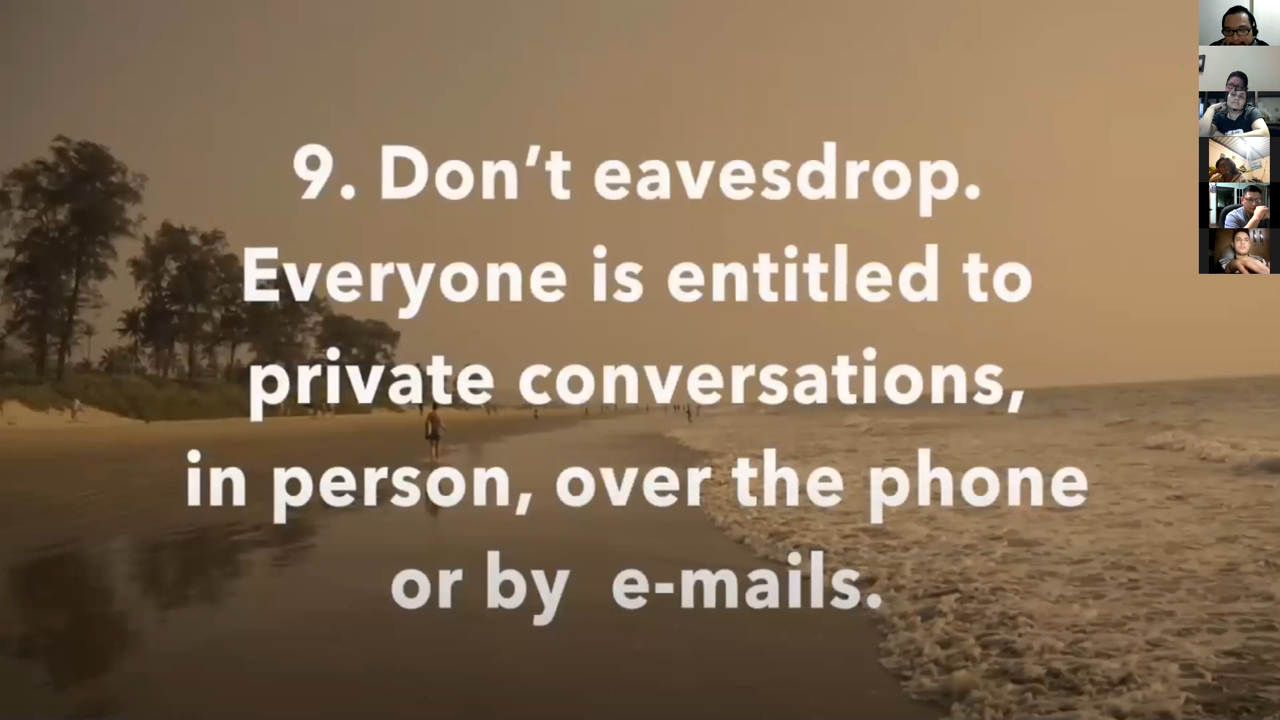 9. Don’t eavesdrop.
Everyone is entitled to
private conversations,
in person, over the phone
or by e-mails.